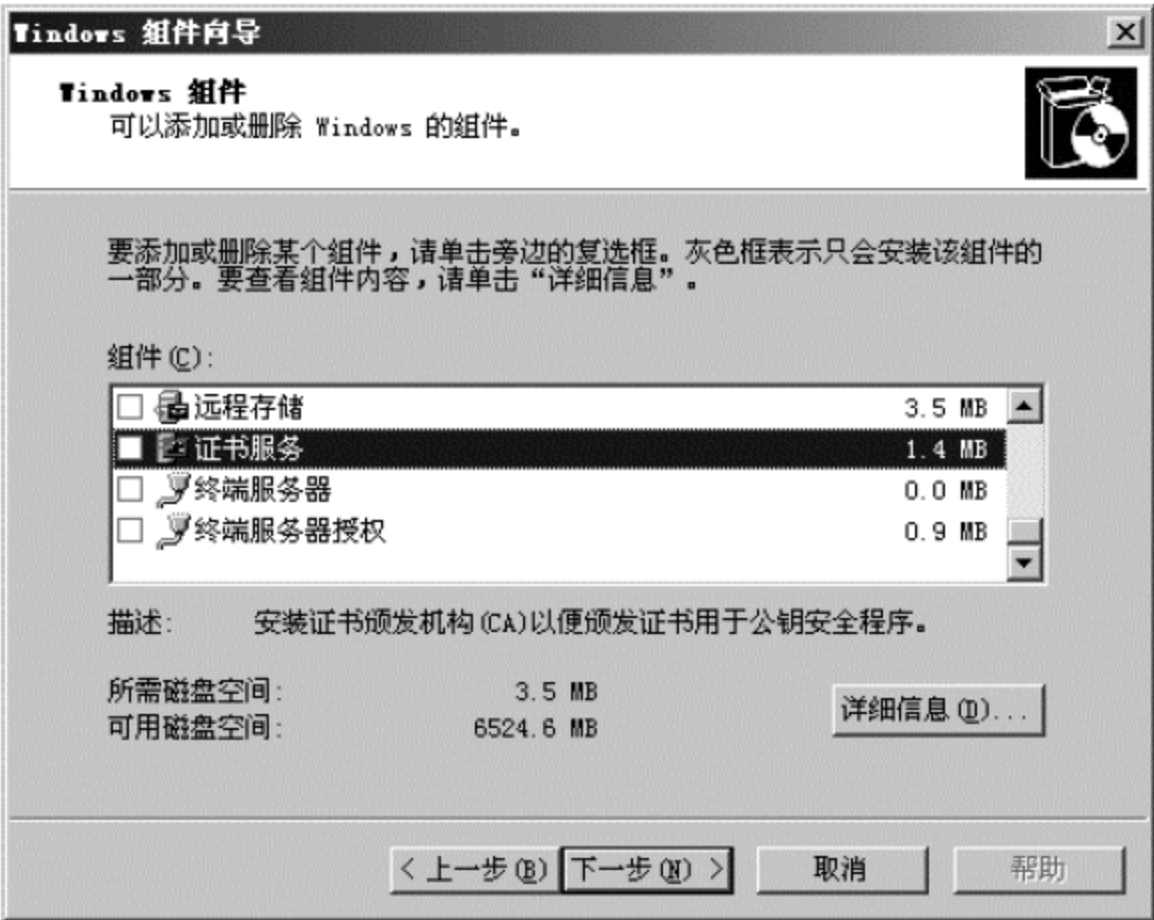 Windows 组件向导
Windows 组件
可以添加或删除 Windows 的组件。
要添加或删除某个组件，请单击旁边的复选框。灰色框表示只会安装该组件的
一部分。要查看组件内容，请单击“详细信息”。
组件(C):
远程存储 3.5 MB
证书服务 1.4 MB
终端服务器 0.0 MB
终端服务器授权 0.9 MB
描述: 安装证书颁发机构(CA)以便颁发证书用于公钥安全程序。
所需磁盘空间: 3.5 MB
可用磁盘空间: 6524.6 MB
详细信息(D)...
< 上一步(B) 下一步(N) > 取消 帮助